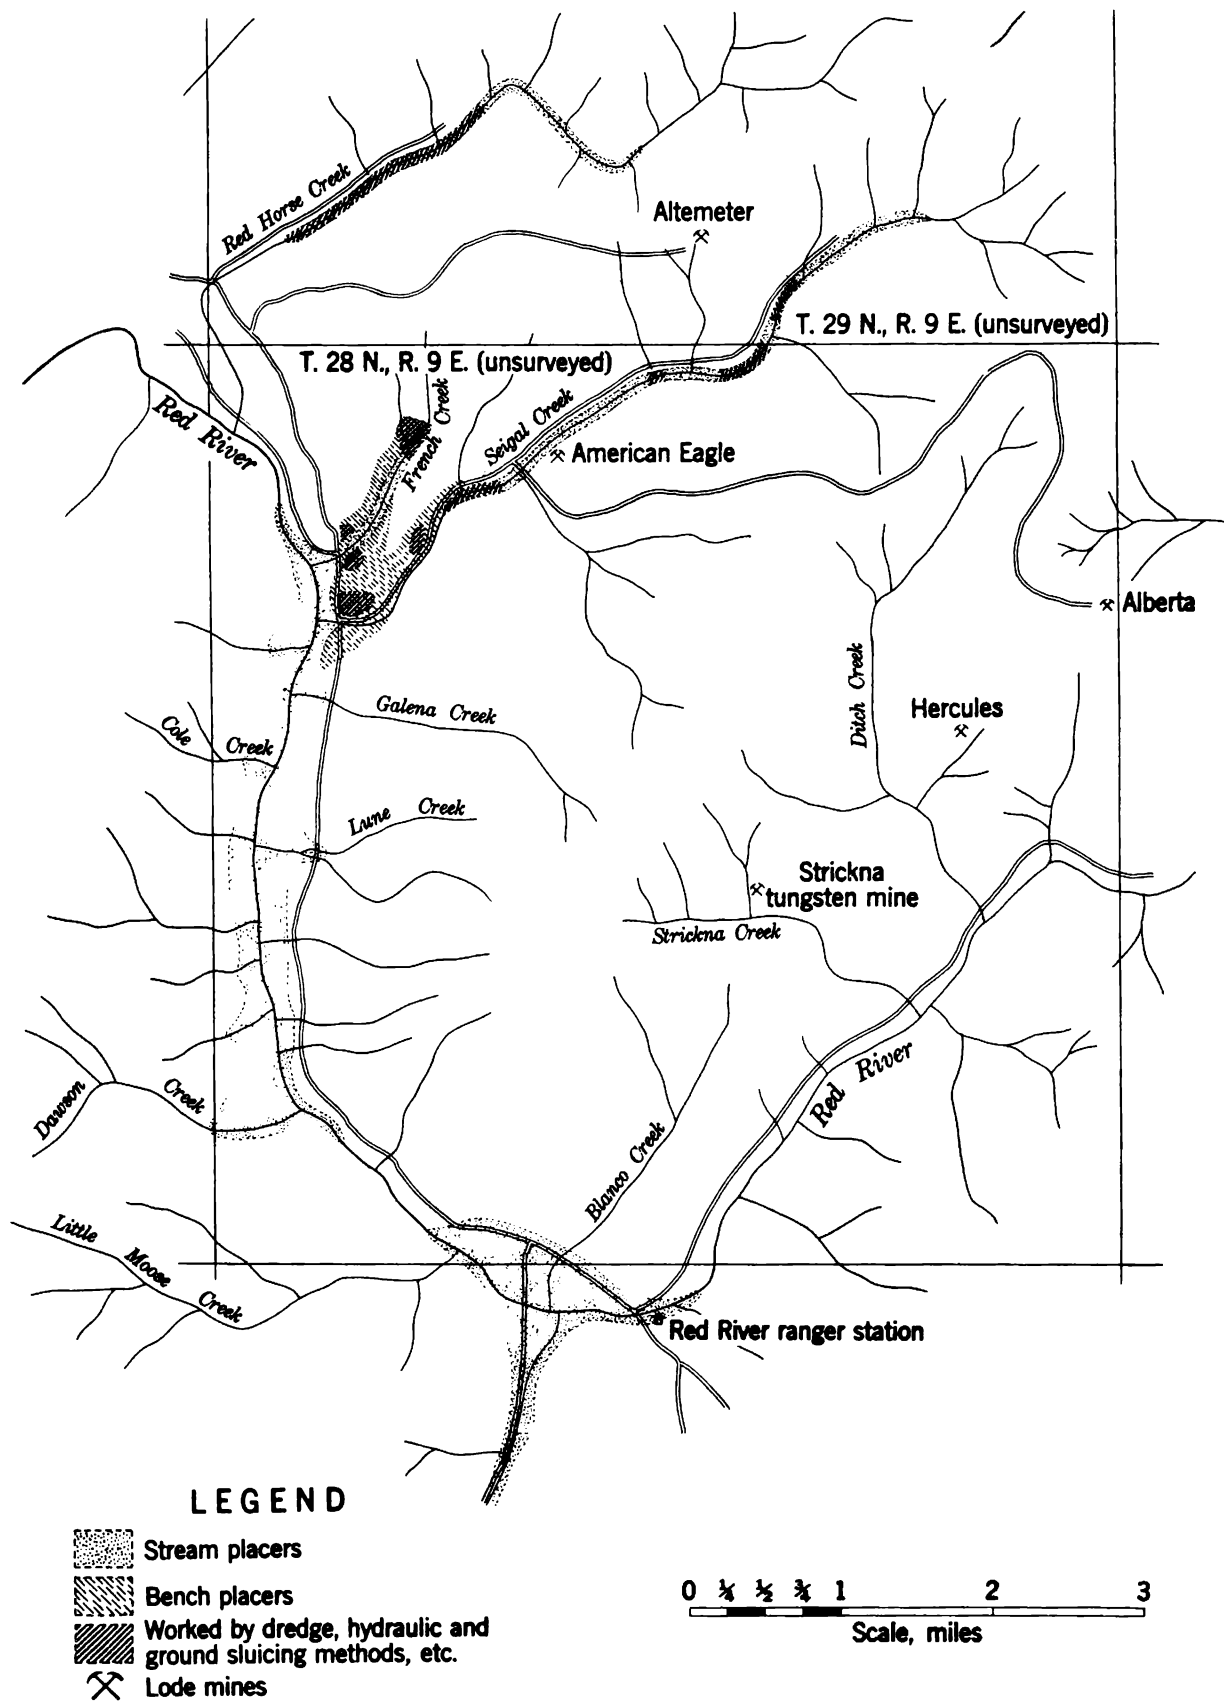 Red Horse Creek
Altemeter
T. 29 N., R. 9 E. (unsurveyed)
T. 28 N., R. 9 E. (unsurveyed)
Red River
French Creek
Seigal Creek
American Eagle
Alberta
Ditch Creek
Hercules
Galena Creek
Cole Creek
Lune Creek
Strickna
tungsten mine
Strickna Creek
Red River
Dawson Creek
Blanco Creek
Little Moose Creek
Red River ranger station
LEGEND
Stream placers
Bench placers
Worked by dredge, hydraulic and
ground sluicing methods, etc.
Lode mines
0 ¼ ½ ¾ 1 2 3
Scale, miles